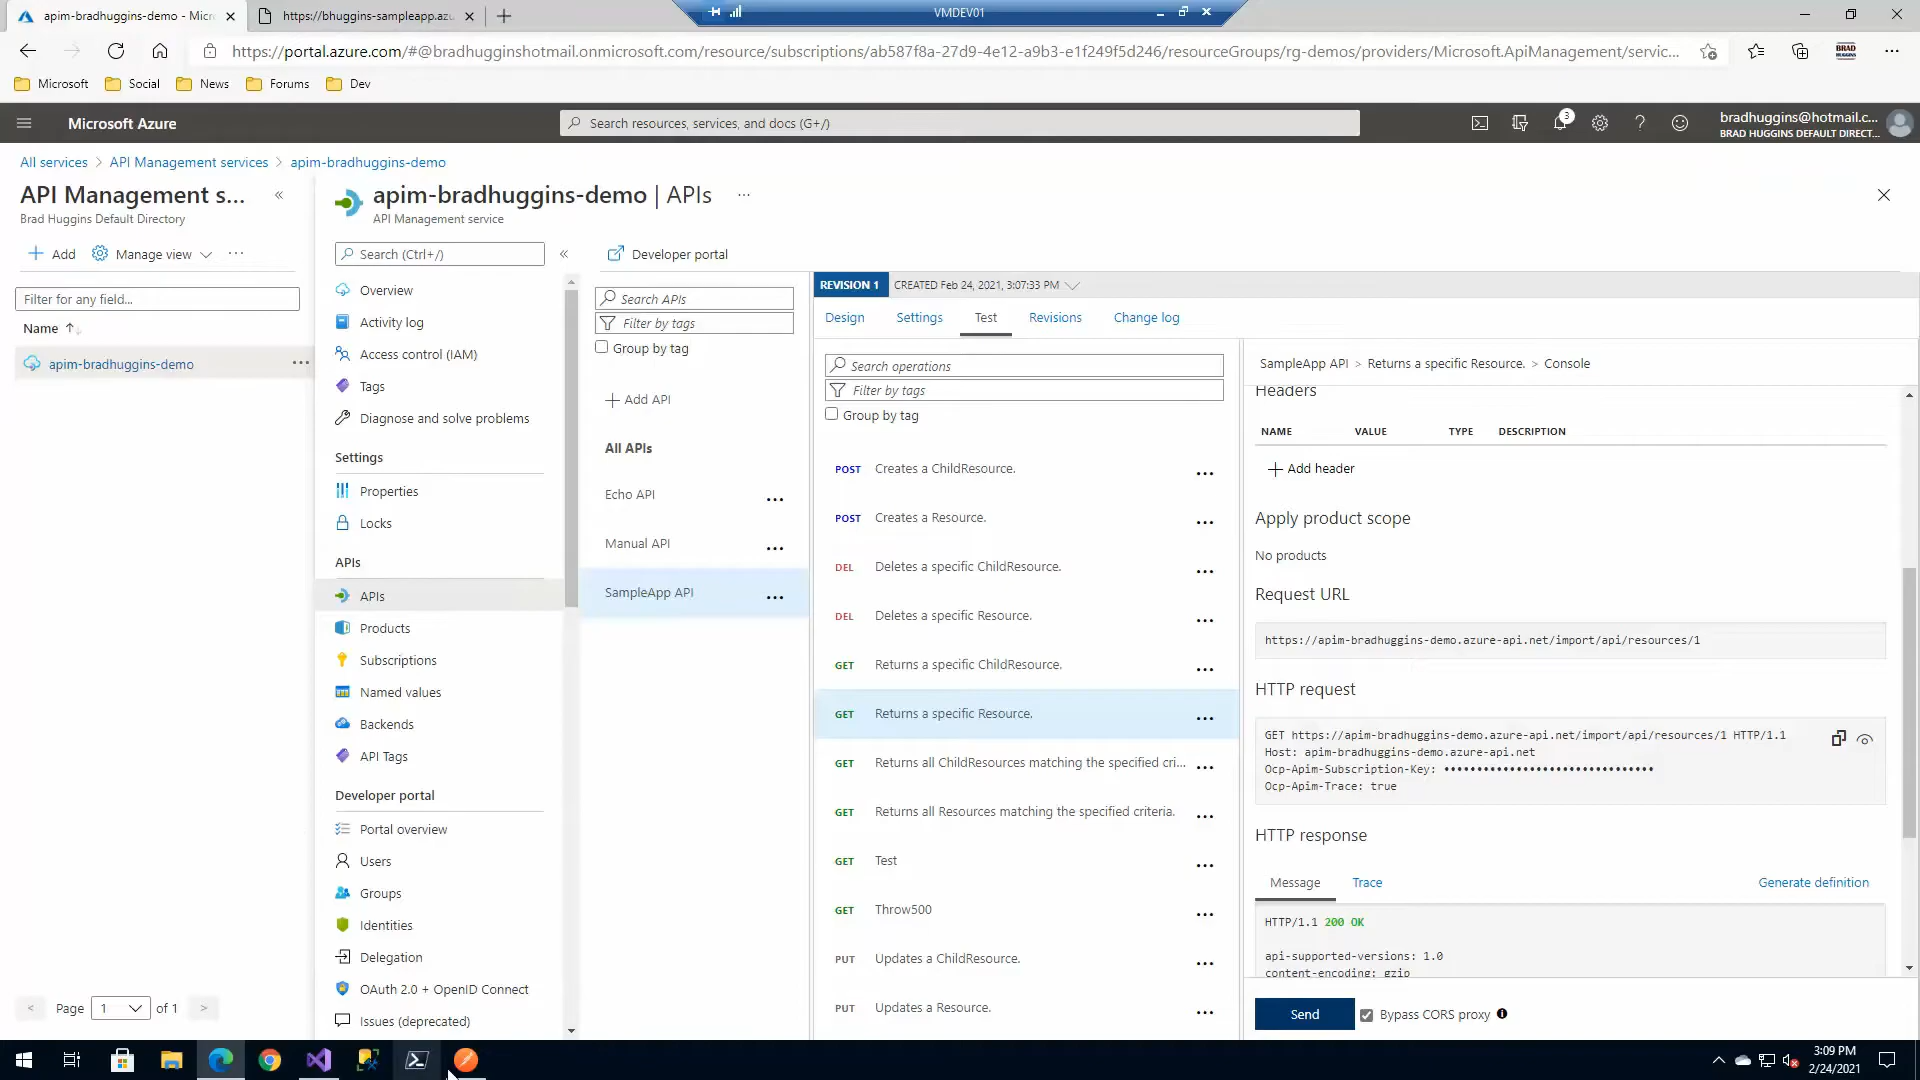 apim-bradhuggins-demo - Micr
https://bhuggins-sampleapp.azu
VMDEV01
https://portal.azure.com/#@bradhugginshotmail.onmicrosoft.com/resource/subscriptions/ab587f8a-27d9-4e12-a9b3-e1f249f5d246/resourceGroups/rg-demos/providers/Microsoft.ApiManagement/servic...
BRAD
HUGGINS
Microsoft
Social
News
Forums
Dev
Microsoft Azure
Search resources, services, and docs (G+/)
3
bradhuggins@hotmail.c...
BRAD HUGGINS DEFAULT DIRECT...
All services > API Management services > apim-bradhuggins-demo
API Management s...
Brad Huggins Default Directory
Add
Manage view
Filter for any field...
Name
apim-bradhuggins-demo
Page 1 of 1
apim-bradhuggins-demo | APIs
API Management service
Search (Ctrl+/)
Overview
Activity log
Access control (IAM)
Tags
Diagnose and solve problems
Settings
Properties
Locks
APIs
APIs
Products
Subscriptions
Named values
Backends
API Tags
Developer portal
Portal overview
Users
Groups
Identities
Delegation
OAuth 2.0 + OpenID Connect
Issues (deprecated)
Developer portal
Search APIs
Filter by tags
Group by tag
Add API
All APIs
Echo API
Manual API
SampleApp API
REVISION 1
CREATED Feb 24, 2021, 3:07:33 PM
Design
Settings
Test
Revisions
Change log
Search operations
Filter by tags
Group by tag
POST Creates a ChildResource.
POST Creates a Resource.
DEL Deletes a specific ChildResource.
DEL Deletes a specific Resource.
GET Returns a specific ChildResource.
GET Returns a specific Resource.
GET Returns all ChildResources matching the specified cri...
GET Returns all Resources matching the specified criteria.
GET Test
GET Throw500
PUT Updates a ChildResource.
PUT Updates a Resource.
SampleApp API > Returns a specific Resource. > Console
Headers
NAME VALUE TYPE DESCRIPTION
Add header
Apply product scope
No products
Request URL
https://apim-bradhuggins-demo.azure-api.net/import/api/resources/1
HTTP request
GET https://apim-bradhuggins-demo.azure-api.net/import/api/resources/1 HTTP/1.1
Host: apim-bradhuggins-demo.azure-api.net
Ocp-Apim-Subscription-Key: ••••••••••••••••••••••••••••••••
Ocp-Apim-Trace: true
HTTP response
Message
Trace
Generate definition
HTTP/1.1 200 OK
api-supported-versions: 1.0
content-encoding: gzip
Send
Bypass CORS proxy
3:09 PM
2/24/2021